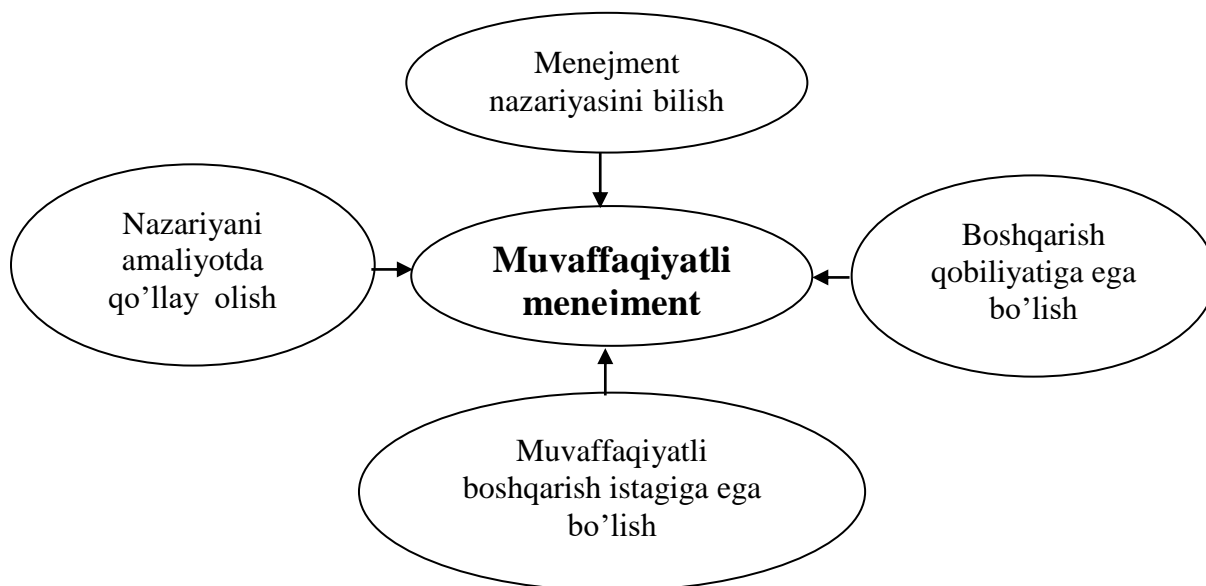 Menejment
nazariyasini bilish
Nazariyani
amaliyotda
qo’llay olish
Muvaffaqiyatli
menejment
Boshqarish
qobiliyatiga ega
bo’lish
Muvaffaqiyatli
boshqarish istagiga ega
bo’lish